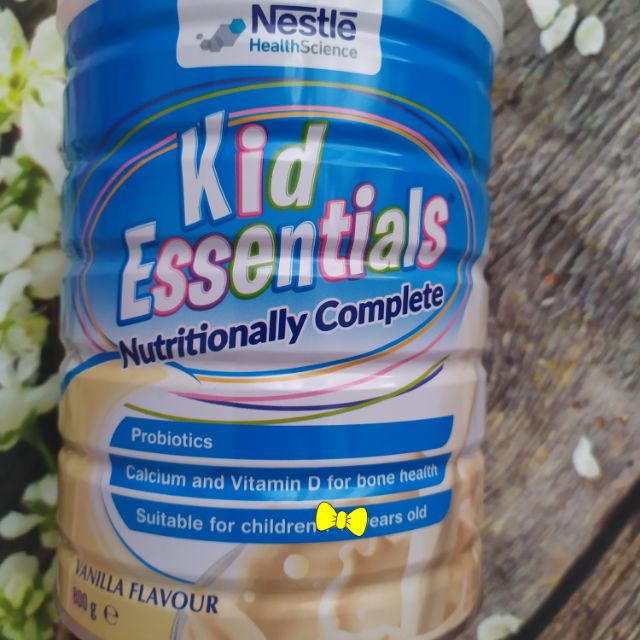 Nestlē
HealthScience
Kid
Essentials
Nutritionally Complete
Probiotics
Calcium and Vitamin D for bone health
Suitable for children ears old
VANILLA FLAVOUR
800 g e